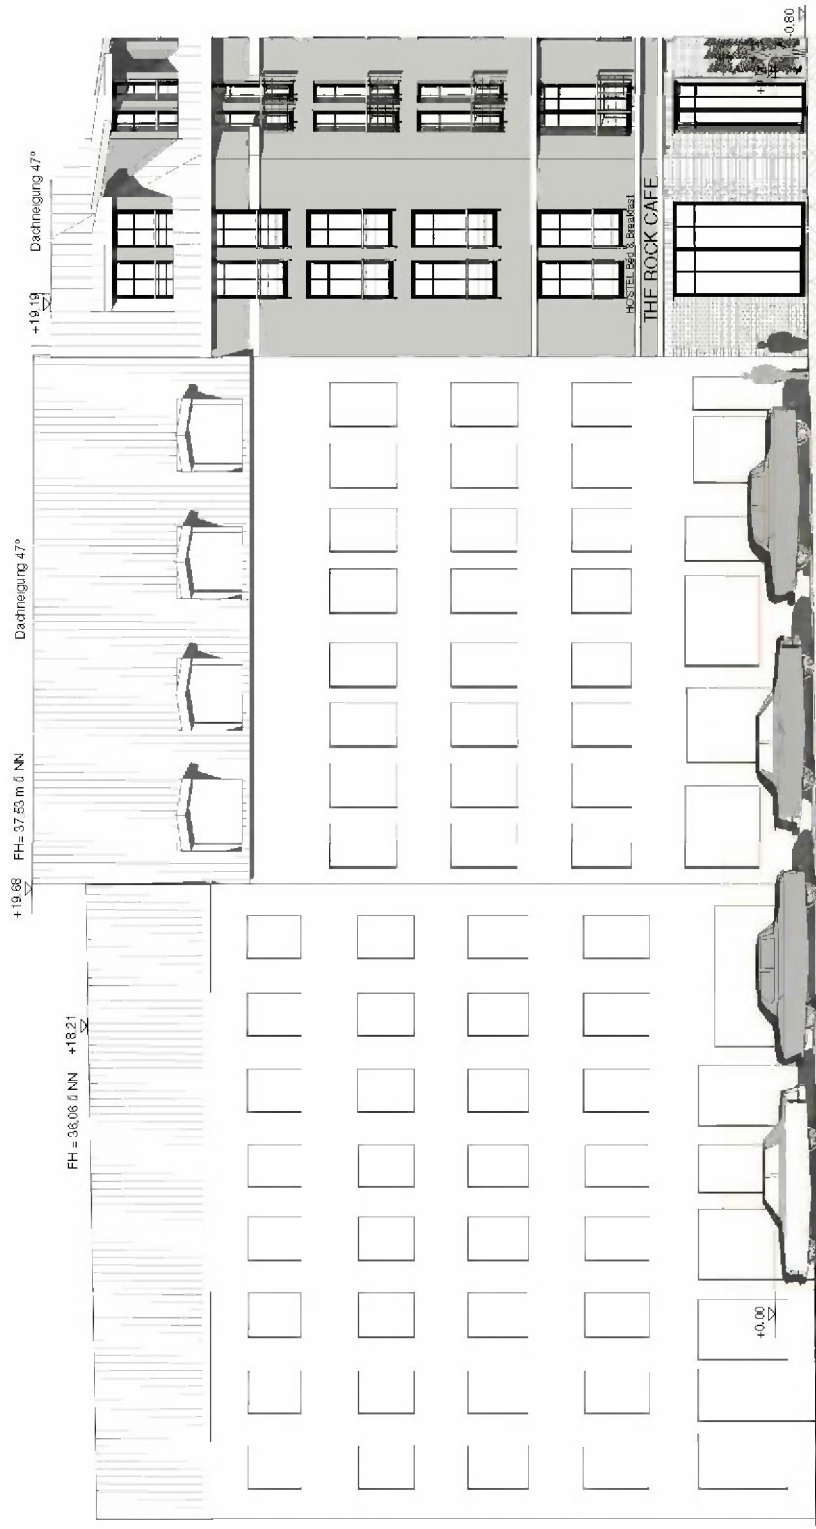 FH = 36,06 ü NN
+18,21
+19,68
FH= 37,53 m ü NN
Dachneigung 47°
+19,19
Dachneigung 47°
HOSTEL Bed & Breakfast
THE ROCK CAFE
+0,00
-0,80